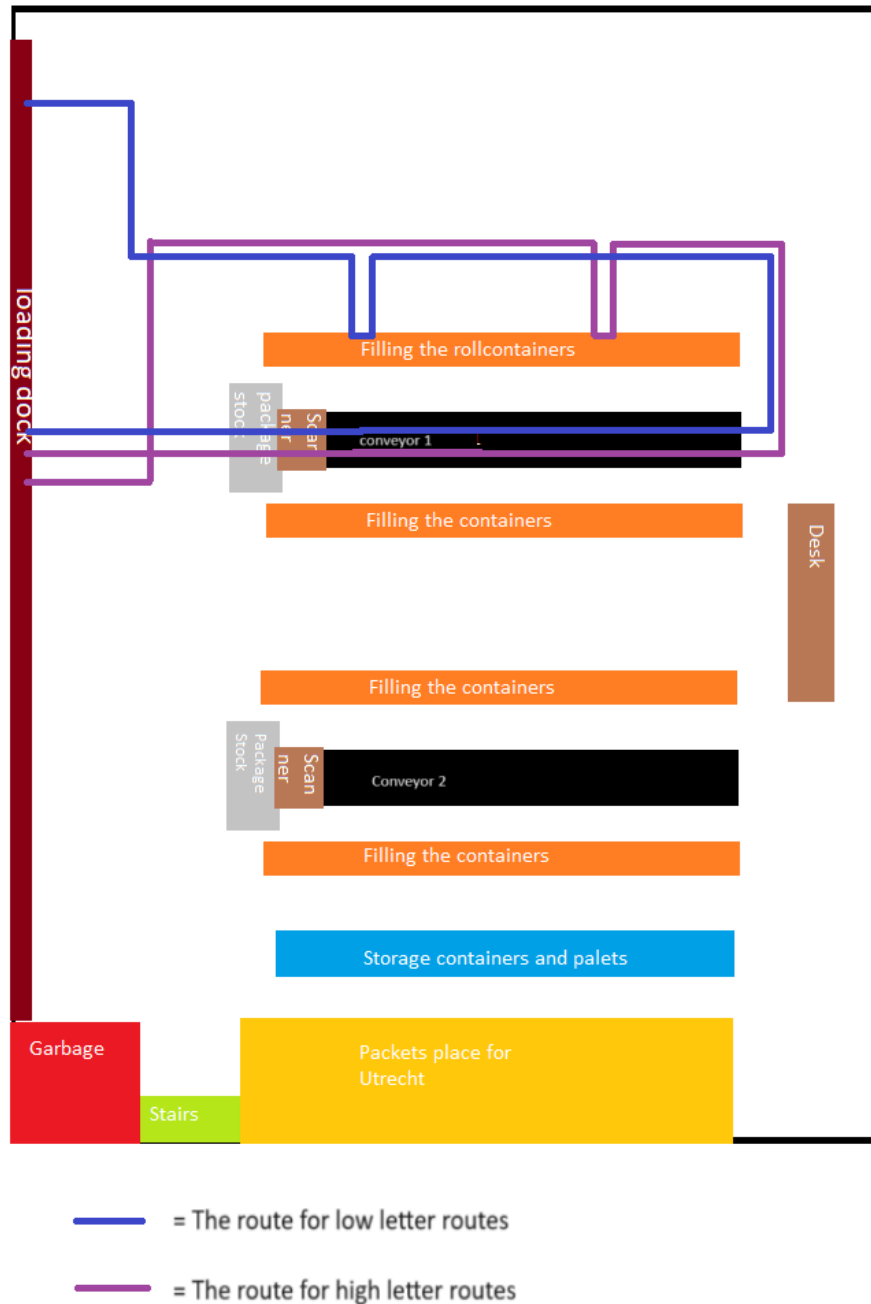 loading dock
Filling the rollcontainers
package
stock
Scan
ner
conveyor 1
Filling the containers
Desk
Filling the containers
Package
Stock
Scan
ner
Conveyor 2
Filling the containers
Storage containers and palets
Garbage
Packets place for
Utrecht
Stairs
= The route for low letter routes
= The route for high letter routes